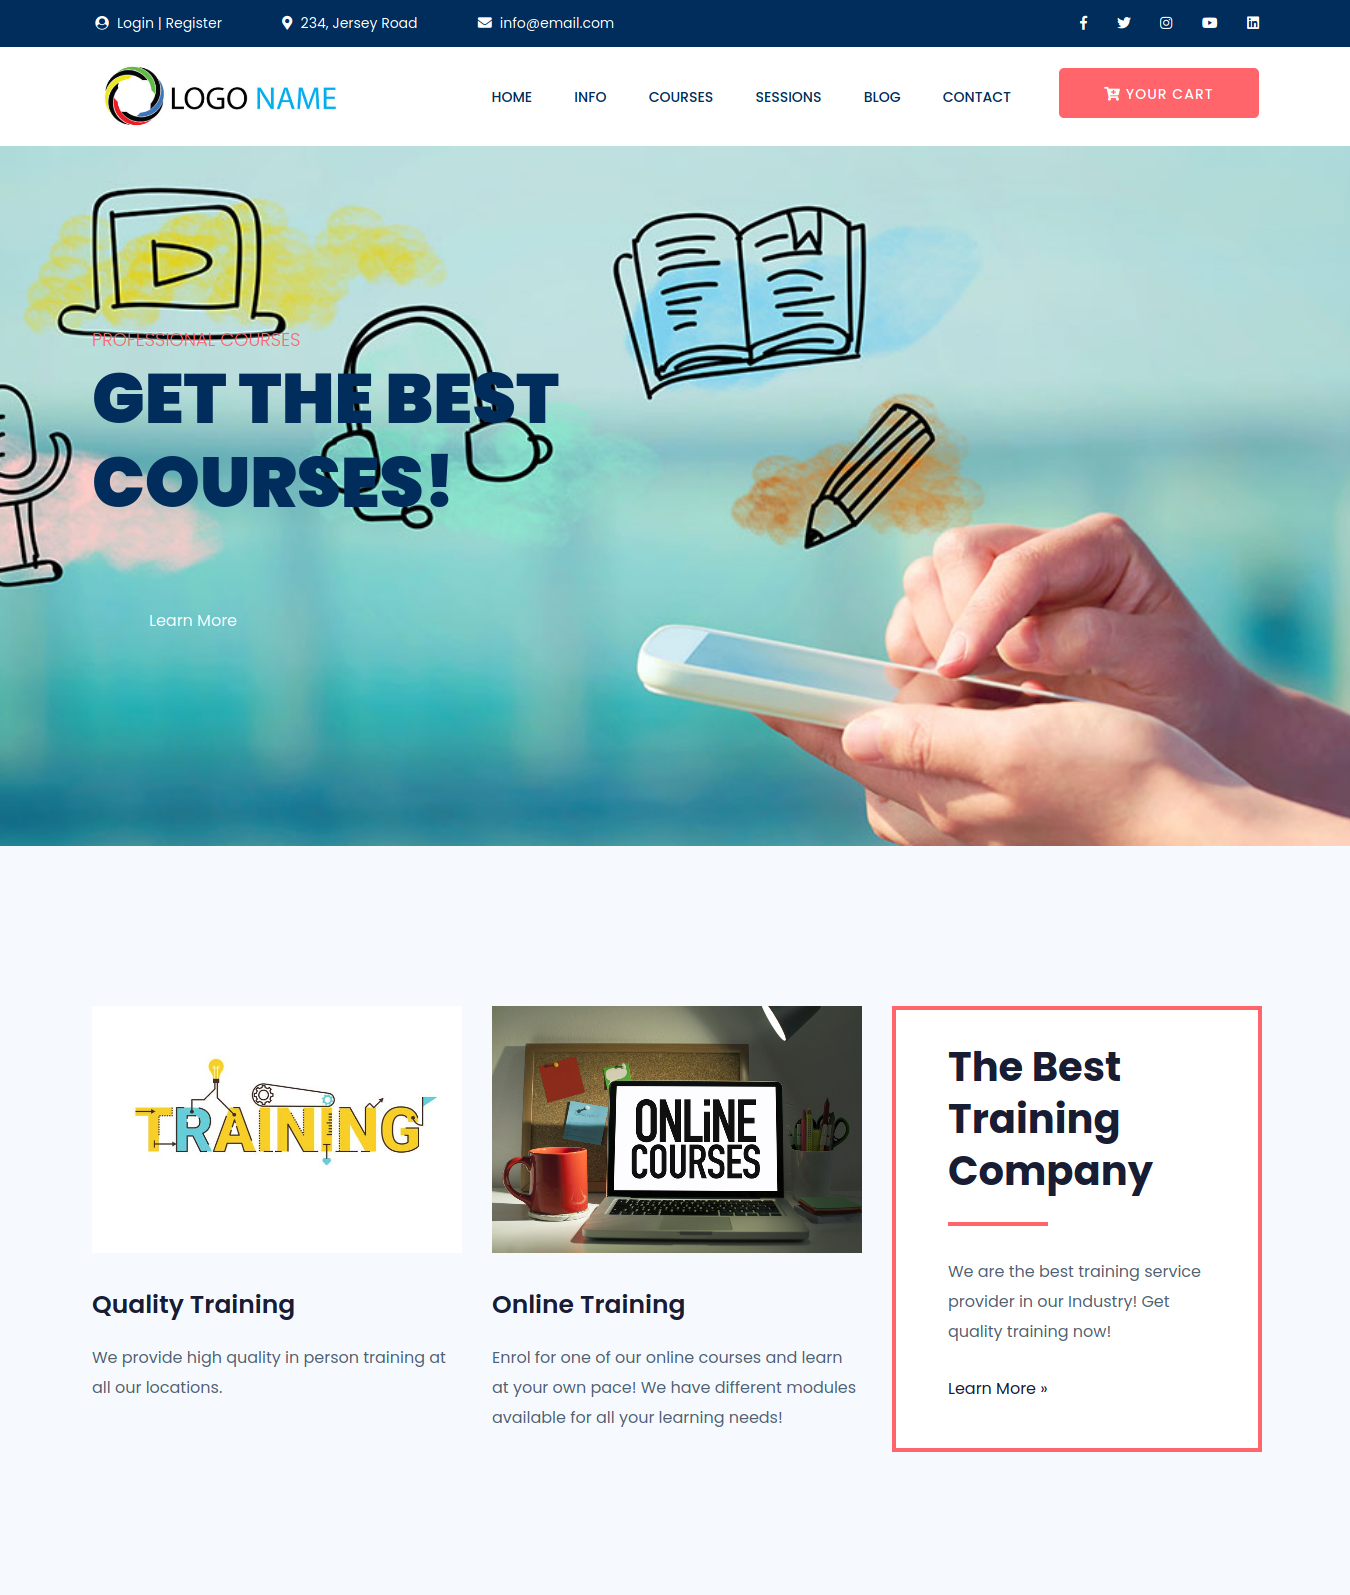 Login | Register
234, Jersey Road
info@email.com
LOGO NAME
HOME
INFO
COURSES
SESSIONS
BLOG
CONTACT
YOUR CART
PROFESSIONAL COURSES
GET THE BEST
COURSES!
Learn More
TRAINING
ONLiNE
COURSES
Quality Training
We provide high quality in person training at
all our locations.
Online Training
Enrol for one of our online courses and learn
at your own pace! We have different modules
available for all your learning needs!
The Best
Training
Company
We are the best training service
provider in our Industry! Get
quality training now!
Learn More »